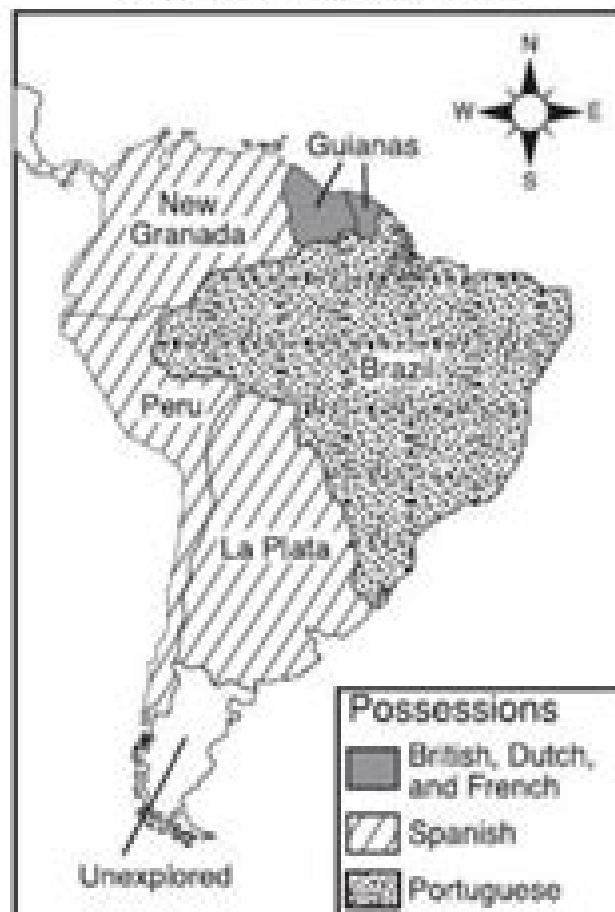 N
W E
S
Guianas
New
Granada
Brazil
Peru
La Plata
Possessions
British, Dutch,
and French
Spanish
Portuguese
Unexplored